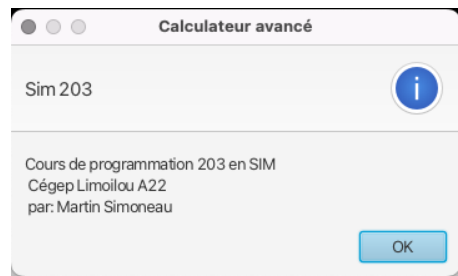 Calculateur avancé
Sim 203
i
Cours de programmation 203 en SIM
Cégep Limoilou A22
par: Martin Simoneau
OK